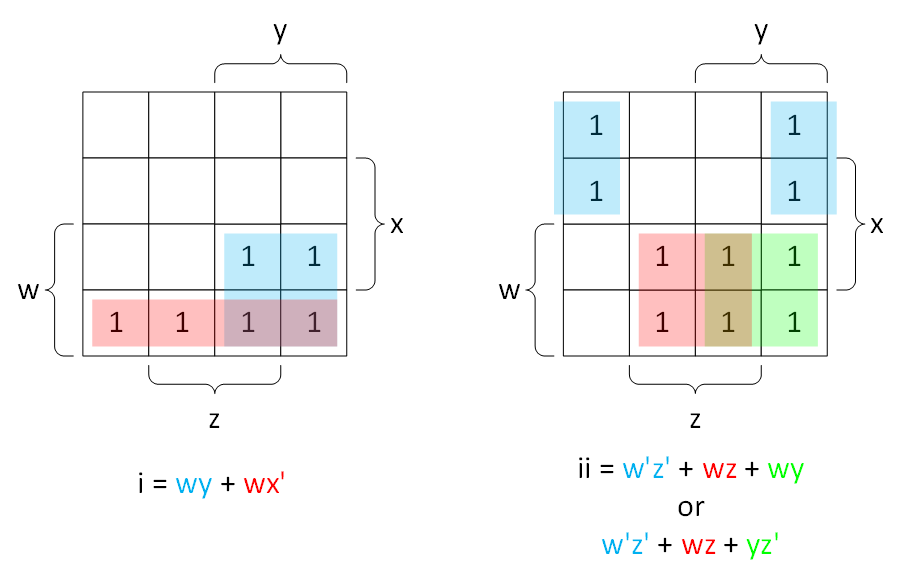 y
x
w
1 1
1 1 1 1
z
i = wy + wx'
y
1 1
1 1
x
w
1 1 1
1 1 1
z
ii = w'z' + wz + wy
or
w'z' + wz + yz'